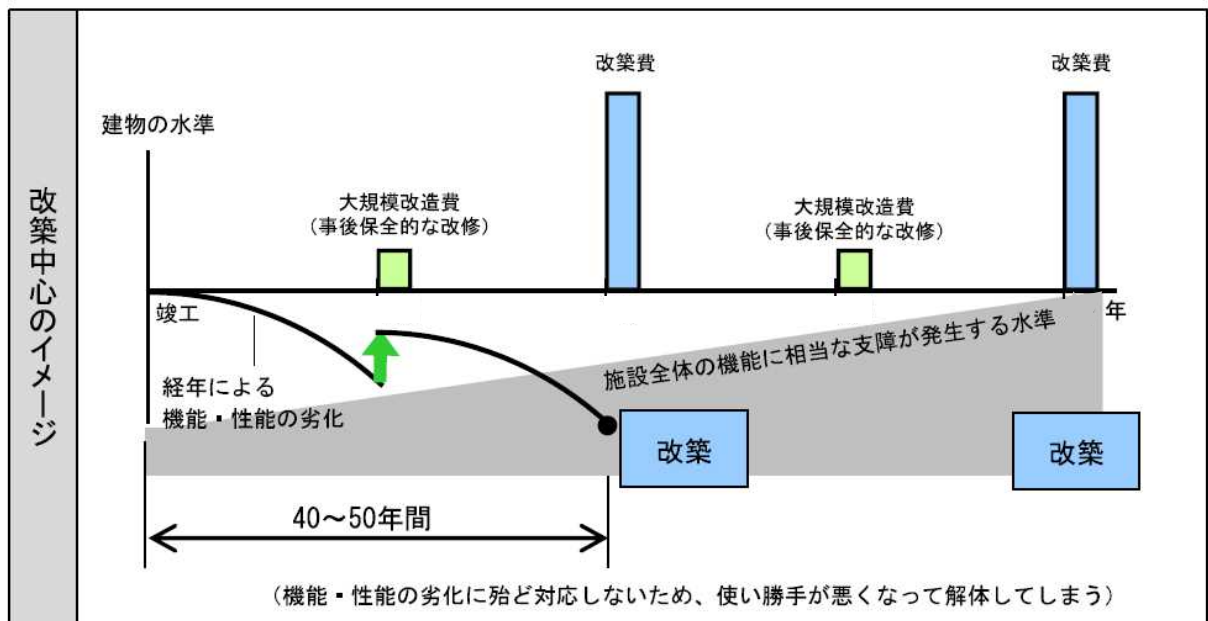 改築中心のイメージ
改築費
改築費
建物の水準
大規模改造費
（事後保全的な改修）
大規模改造費
（事後保全的な改修）
竣工
年
経年による
機能・性能の劣化
施設全体の機能に相当な支障が発生する水準
改築
改築
40～50年間
（機能・性能の劣化に殆ど対応しないため、使い勝手が悪くなって解体してしまう）